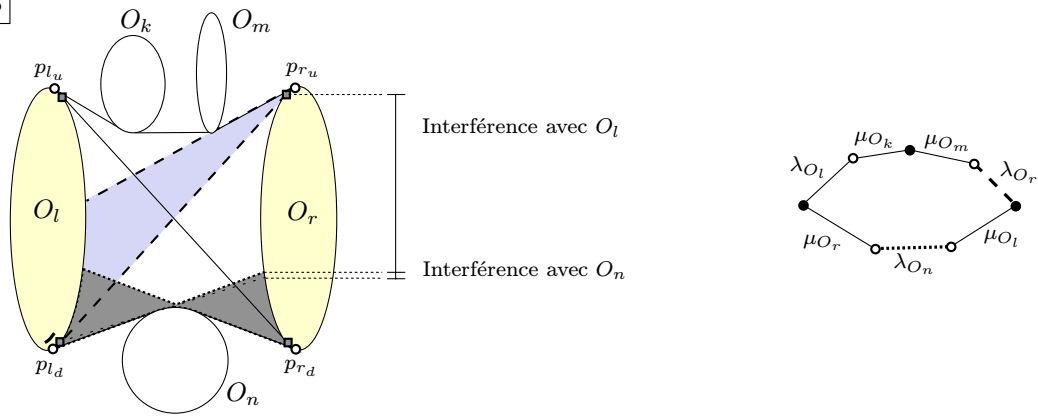 O_k
O_m
p_{l_u}
p_{r_u}
Interférence avec O_l
O_l
O_r
Interférence avec O_n
p_{l_d}
p_{r_d}
O_n
μ_{O_k}
μ_{O_m}
λ_{O_l}
λ_{O_r}
μ_{O_r}
λ_{O_n}
μ_{O_l}